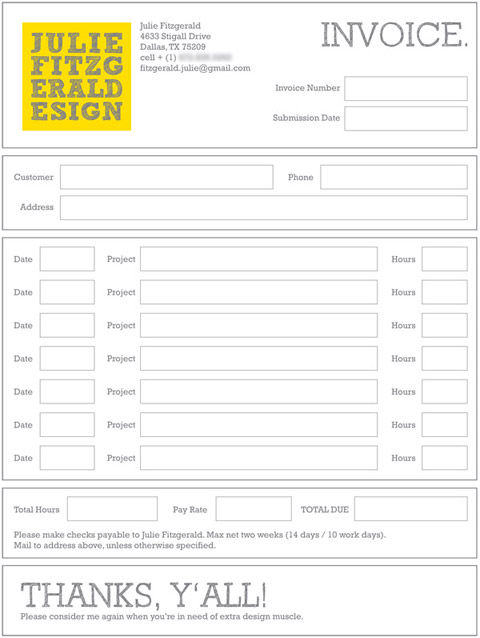 JULIE
FITZG
ERALD
ESIGN
Julie Fitzgerald
4633 Stigall Drive
Dallas, TX 75209
cell + (1)
fitzgerald.julie@gmail.com
INVOICE.
Invoice Number
Submission Date
Customer Phone
Address
Date Project Hours
Date Project Hours
Date Project Hours
Date Project Hours
Date Project Hours
Date Project Hours
Date Project Hours
Total Hours Pay Rate TOTAL DUE
Please make checks payable to Julie Fitzgerald. Max net two weeks (14 days / 10 work days).
Mail to address above, unless otherwise specified.
THANKS, Y'ALL!
Please consider me again when you're in need of extra design muscle.